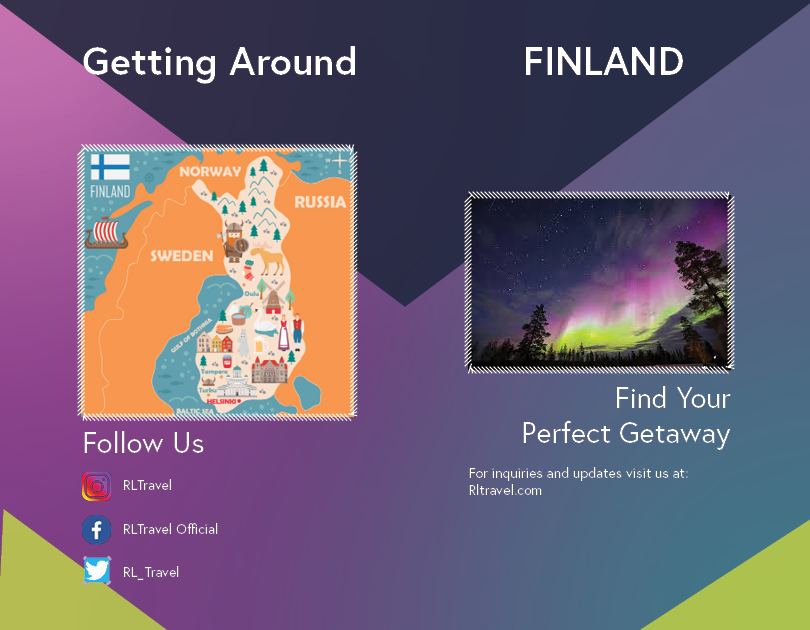 Getting Around
FINLAND
NORWAY
FINLAND
RUSSIA
SWEDEN
Oulu
GULF OF BOTHNIA
Tampere
Turku
HELSINKI
BALTIC SEA
Follow Us
RLTravel
RLTravel Official
RL_Travel
Find Your
Perfect Getaway
For inquiries and updates visit us at:
Rltravel.com